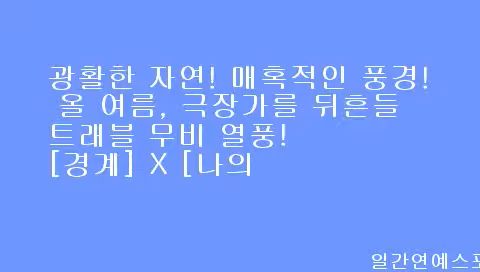 광활한 자연! 매혹적인 풍경!
올 여름, 극장가를 뒤흔들
트래블 무비 열풍!
[경계] X [나의
일간연예스포